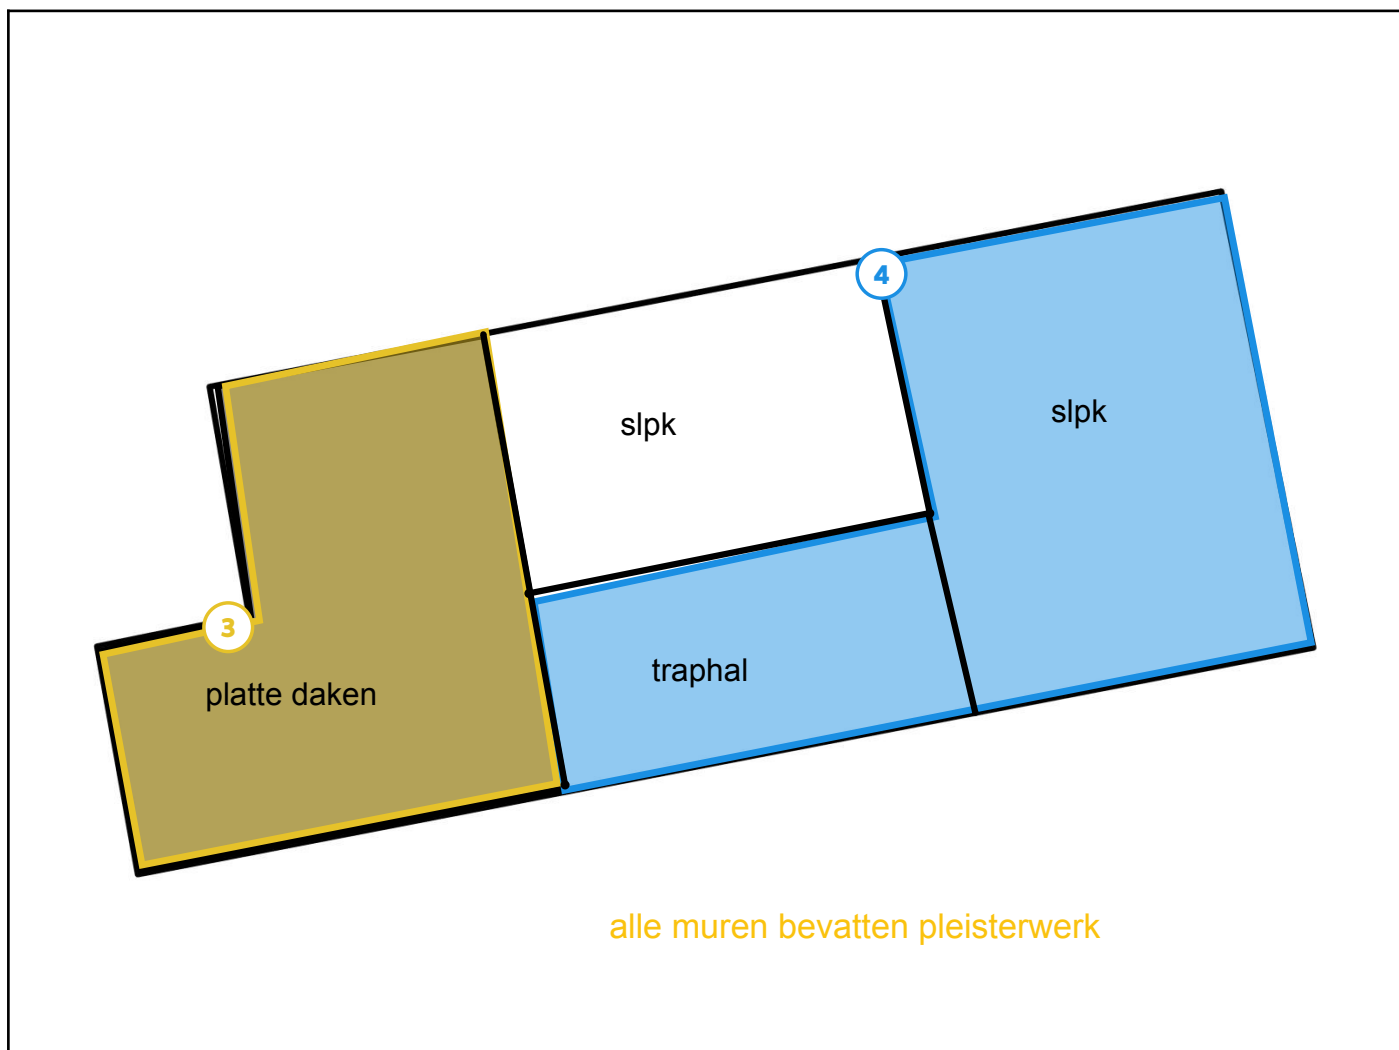 4
slpk
slpk
3
traphal
platte daken
alle muren bevatten pleisterwerk